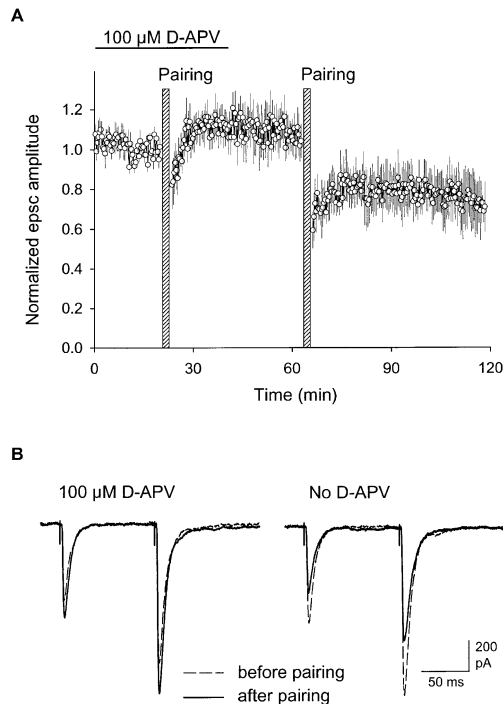 A
100 µM D-APV
Pairing Pairing
Normalized epsc amplitude
1.2
1.0
0.8
0.6
0.4
0.2
0.0
0 30 60 90 120
Time (min)
B
100 µM D-APV No D-APV
before pairing
after pairing
200
pA
50 ms